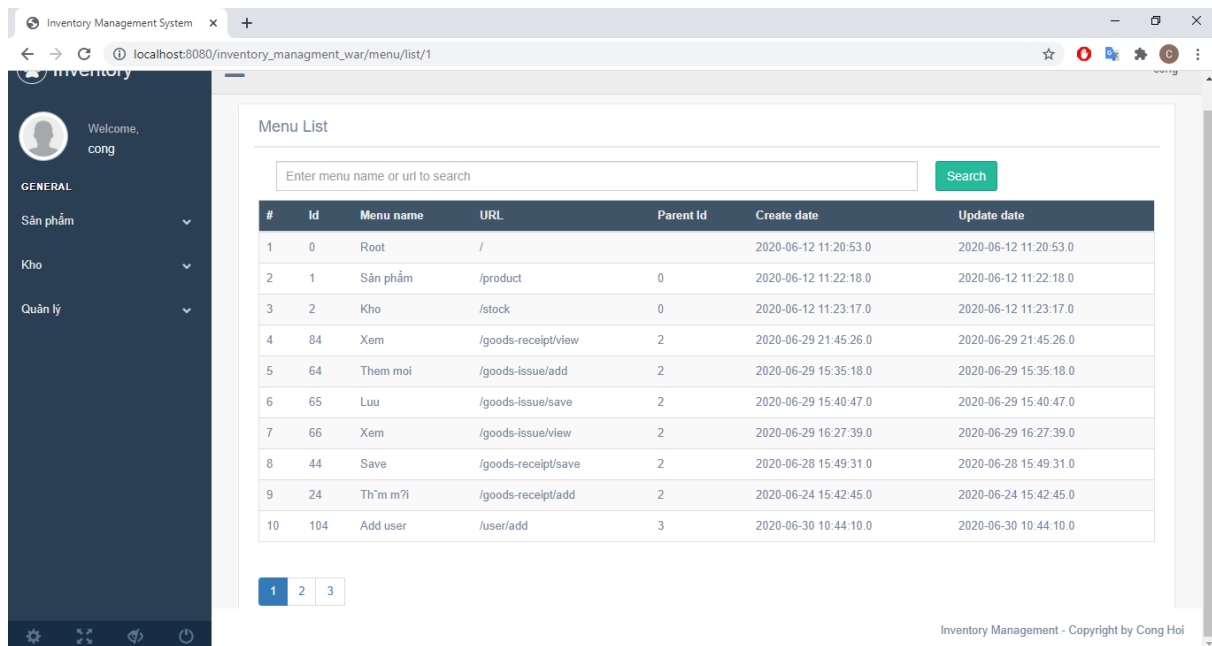 Inventory Management System
localhost:8080/inventory_managment_war/menu/list/1
C
Inventory
cong
Welcome,
cong
GENERAL
Sản phẩm
Kho
Quản lý
Menu List
Enter menu name or url to search
Search
# Id Menu name URL Parent Id Create date Update date
1 0 Root / 2020-06-12 11:20:53.0 2020-06-12 11:20:53.0
2 1 Sản phẩm /product 0 2020-06-12 11:22:18.0 2020-06-12 11:22:18.0
3 2 Kho /stock 0 2020-06-12 11:23:17.0 2020-06-12 11:23:17.0
4 84 Xem /goods-receipt/view 2 2020-06-29 21:45:26.0 2020-06-29 21:45:26.0
5 64 Them moi /goods-issue/add 2 2020-06-29 15:35:18.0 2020-06-29 15:35:18.0
6 65 Luu /goods-issue/save 2 2020-06-29 15:40:47.0 2020-06-29 15:40:47.0
7 66 Xem /goods-issue/view 2 2020-06-29 16:27:39.0 2020-06-29 16:27:39.0
8 44 Save /goods-receipt/save 2 2020-06-28 15:49:31.0 2020-06-28 15:49:31.0
9 24 Th^m m?i /goods-receipt/add 2 2020-06-24 15:42:45.0 2020-06-24 15:42:45.0
10 104 Add user /user/add 3 2020-06-30 10:44:10.0 2020-06-30 10:44:10.0
1 2 3
Inventory Management - Copyright by Cong Hoi